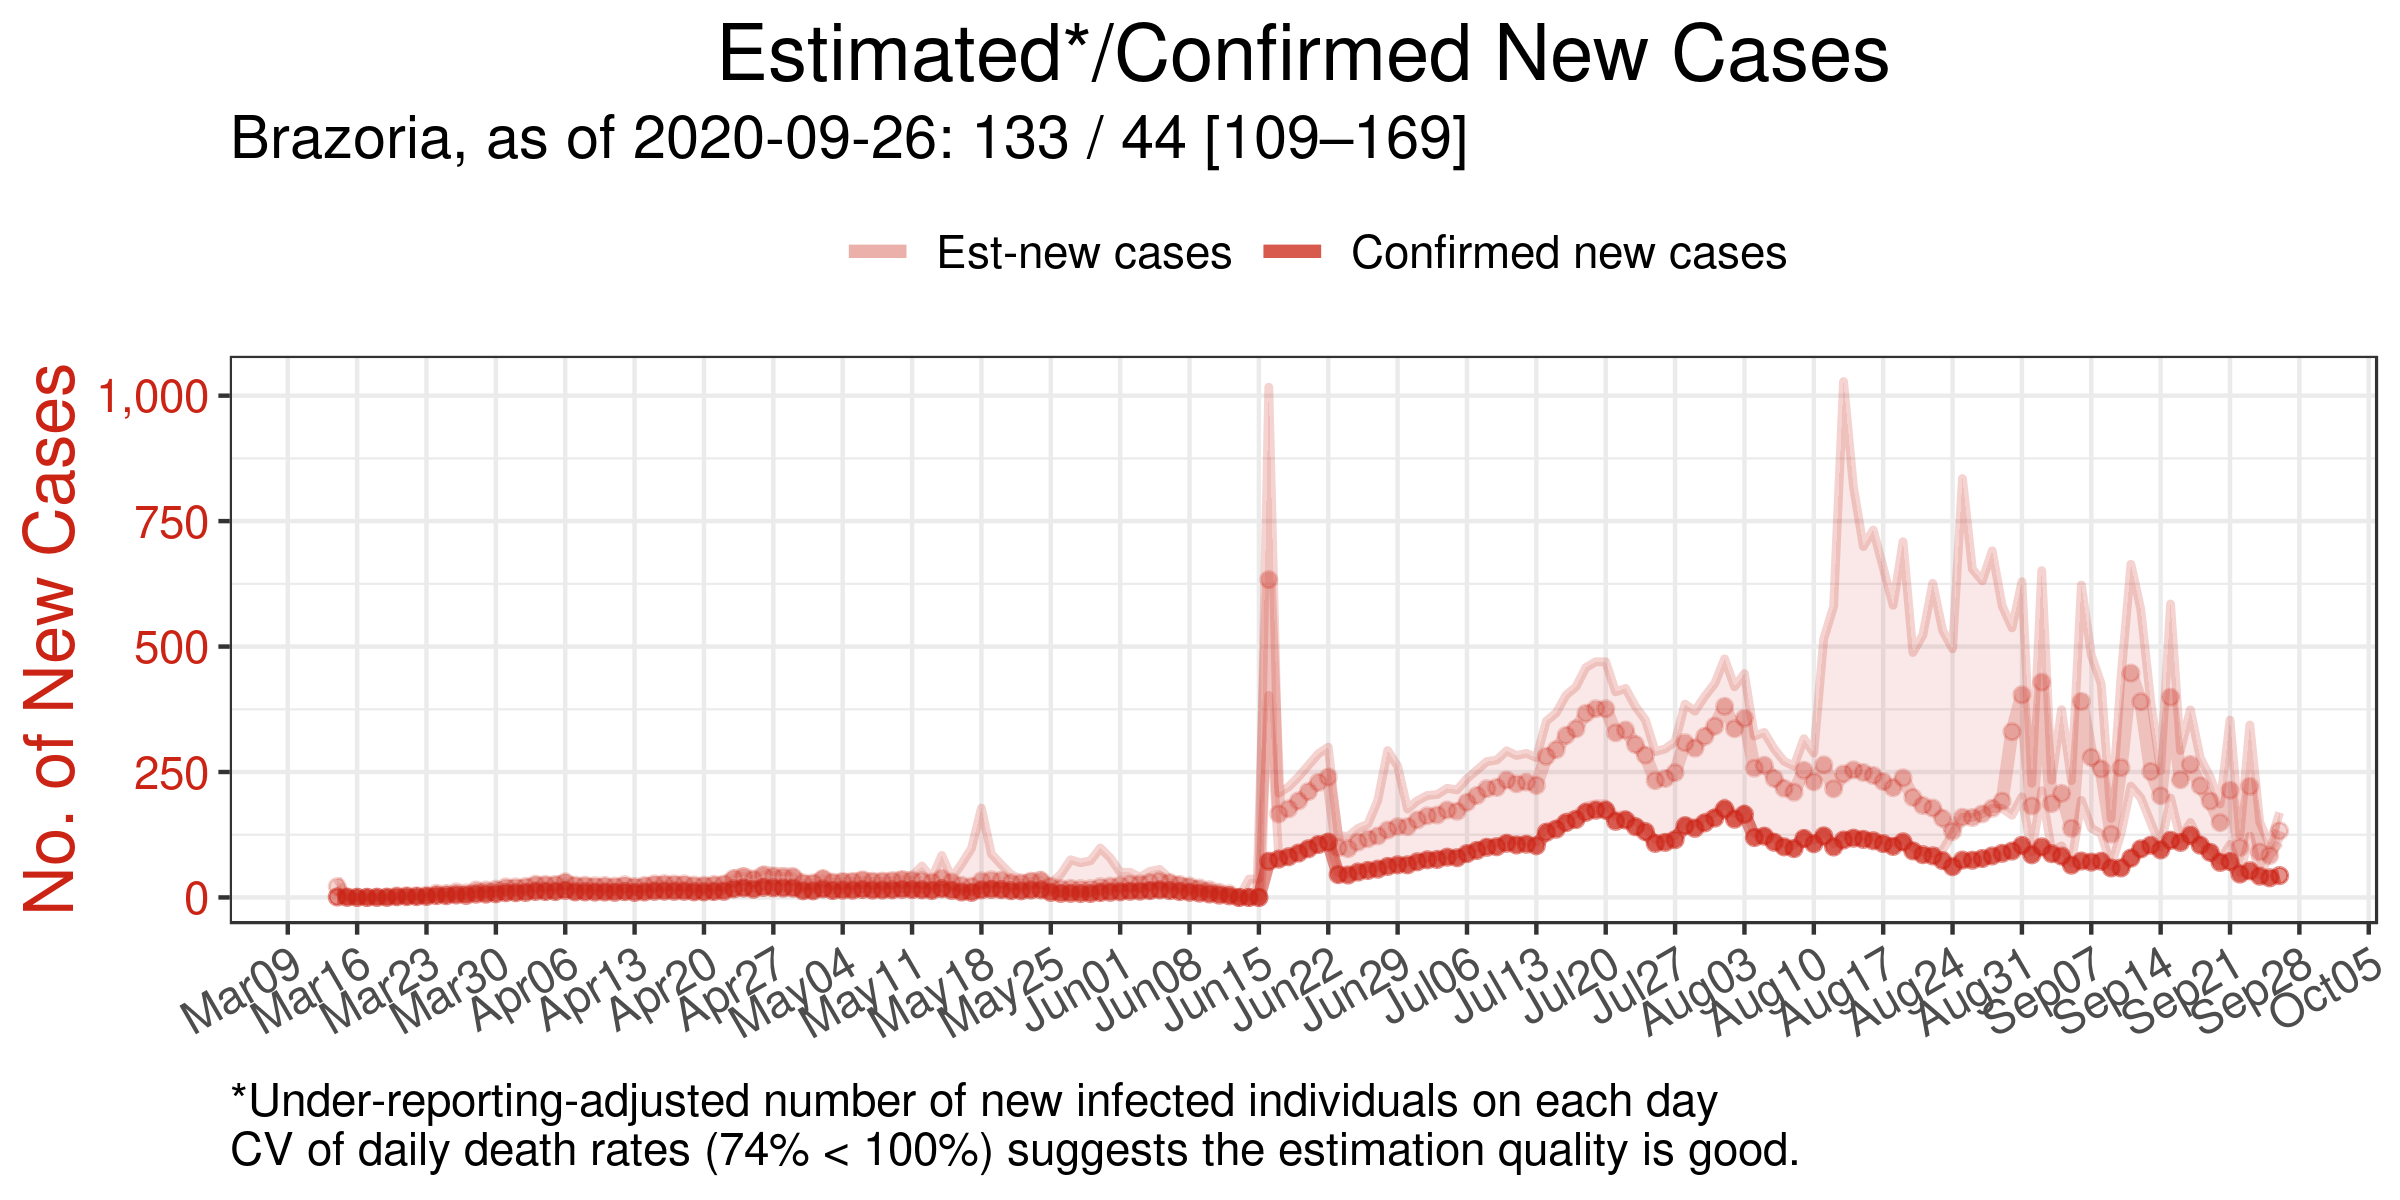 Estimated*/Confirmed New Cases
Brazoria, as of 2020-09-26: 133 / 44 [109–169]
Est-new cases Confirmed new cases
No. of New Cases
1,000
750
500
250
0
Mar09 Mar16 Mar23 Mar30 Apr06 Apr13 Apr20 Apr27 May04 May11 May18 May25 Jun01 Jun08 Jun15 Jun22 Jun29 Jul06 Jul13 Jul20 Jul27 Aug03 Aug10 Aug17 Aug24 Aug31 Sep07 Sep14 Sep21 Sep28 Oct05
*Under-reporting-adjusted number of new infected individuals on each day
CV of daily death rates (74% < 100%) suggests the estimation quality is good.